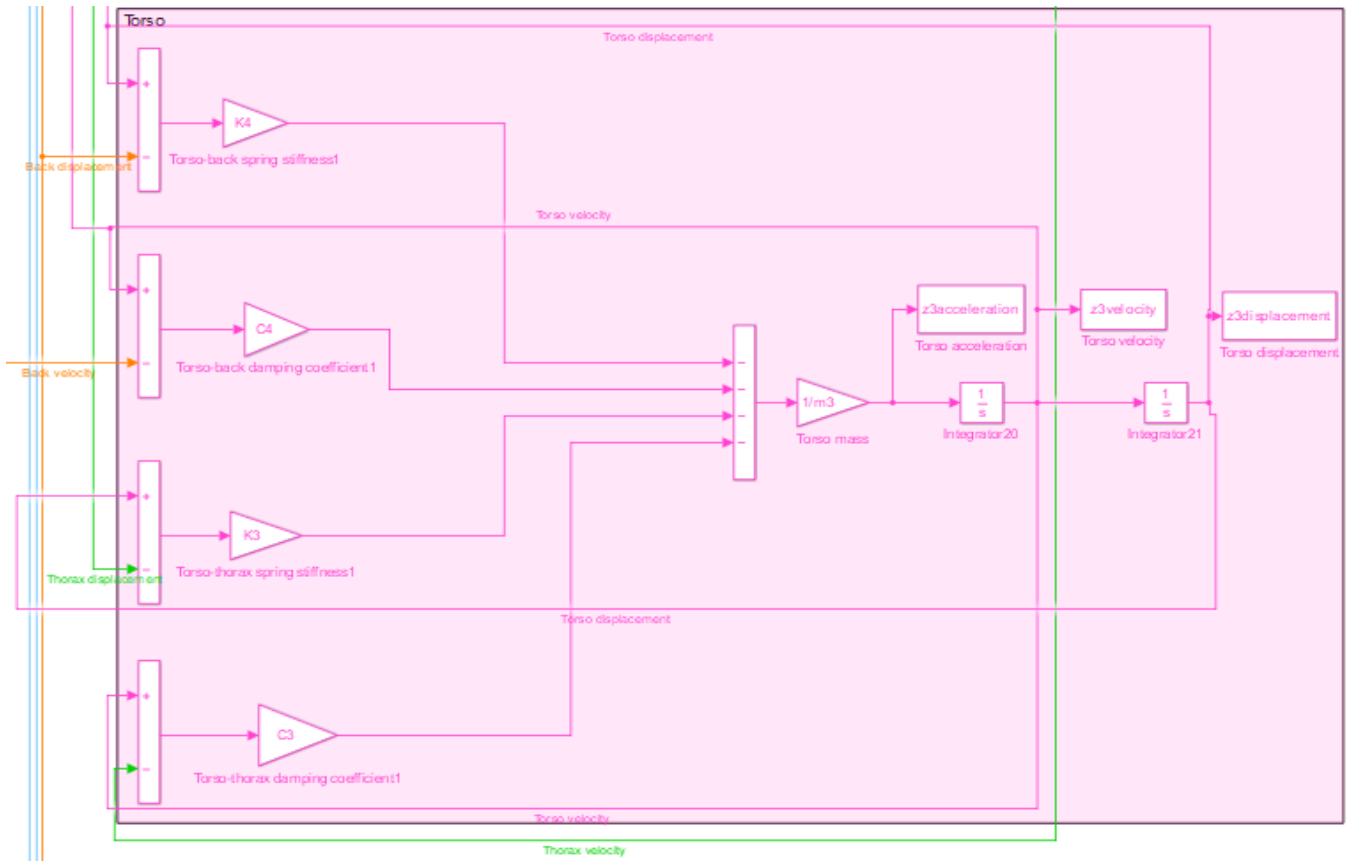 Torso
Torso displacement
+
K4
−
Back displacement
Torso-back spring stiffness1
Torso velocity
+
z3acceleration
z3velocity
z3displacement
C4
Torso acceleration
Torso velocity
Torso displacement
−
Back velocity
Torso-back damping coefficient1
−
−
−
−
1/m3
1
s
1
s
Torso mass
Integrator20
Integrator21
+
K3
−
Thorax displacement
Torso-thorax spring stiffness1
Torso displacement
+
C3
−
Torso-thorax damping coefficient1
Torso velocity
Thorax velocity